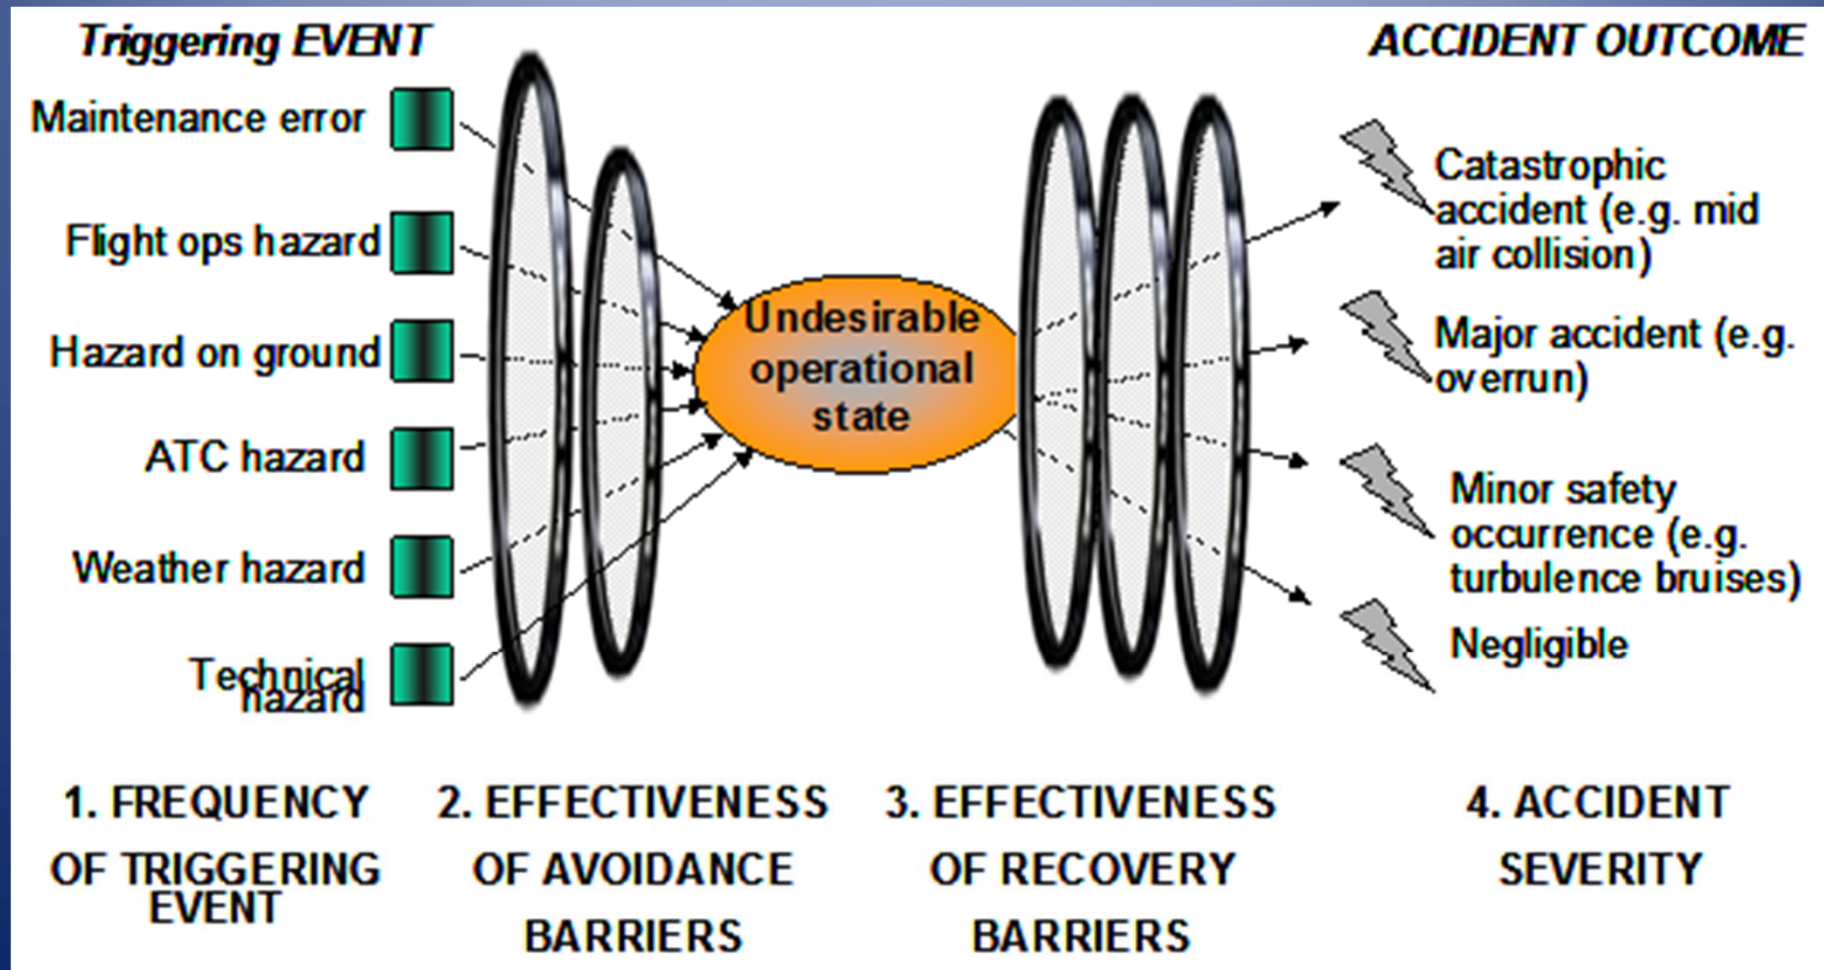 Triggering EVENT
Maintenance error
Flight ops hazard
Hazard on ground
ATC hazard
Weather hazard
Technical
hazard
Undesirable
operational
state
ACCIDENT OUTCOME
Catastrophic
accident (e.g. mid
air collision)
Major accident (e.g.
overrun)
Minor safety
occurrence (e.g.
turbulence bruises)
Negligible
1. FREQUENCY
OF TRIGGERING
EVENT
2. EFFECTIVENESS
OF AVOIDANCE
BARRIERS
3. EFFECTIVENESS
OF RECOVERY
BARRIERS
4. ACCIDENT
SEVERITY